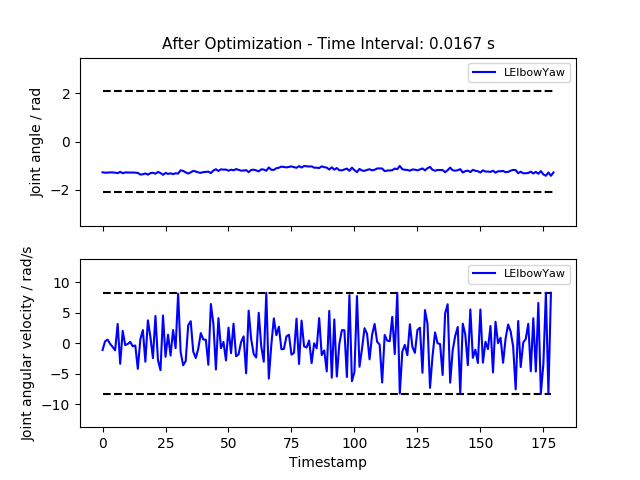 After Optimization - Time Interval: 0.0167 s
Joint angle / rad
2
0
−2
LElbowYaw
Joint angular velocity / rad/s
10
5
0
−5
−10
LElbowYaw
0 25 50 75 100 125 150 175
Timestamp